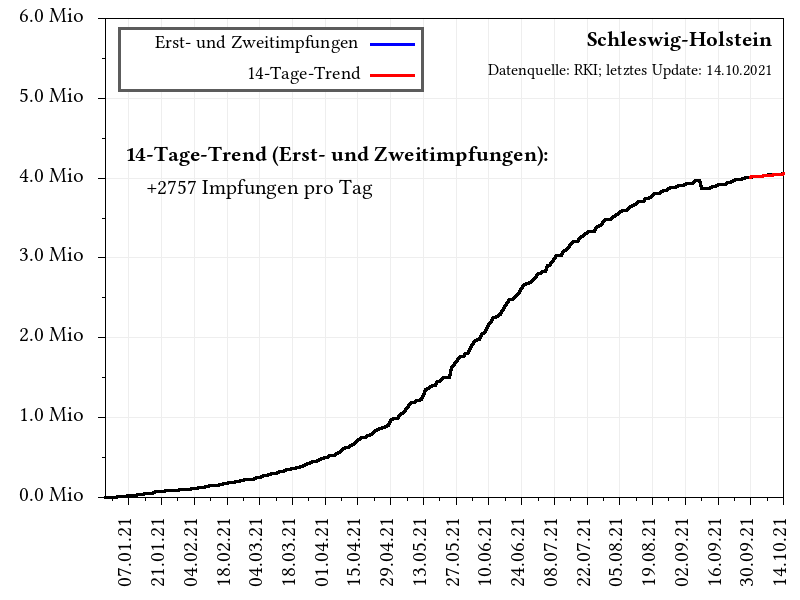 6.0 Mio
5.0 Mio
4.0 Mio
3.0 Mio
2.0 Mio
1.0 Mio
0.0 Mio
Erst- und Zweitimpfungen
14-Tage-Trend
Schleswig-Holstein
Datenquelle: RKI; letztes Update: 14.10.2021
14-Tage-Trend (Erst- und Zweitimpfungen):
+2757 Impfungen pro Tag
07.01.21
21.01.21
04.02.21
18.02.21
04.03.21
18.03.21
01.04.21
15.04.21
29.04.21
13.05.21
27.05.21
10.06.21
24.06.21
08.07.21
22.07.21
05.08.21
19.08.21
02.09.21
16.09.21
30.09.21
14.10.21